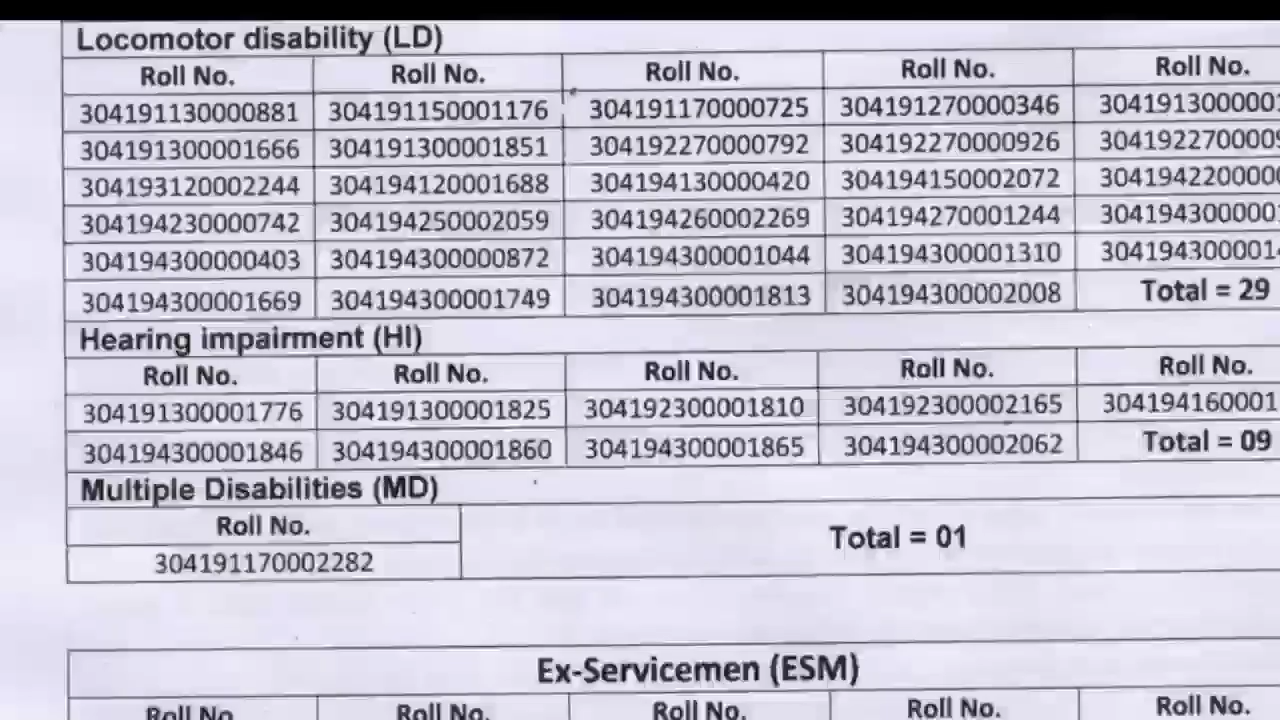 Locomotor disability (LD)
Roll No. Roll No. Roll No. Roll No. Roll No.
304191130000881 304191150001176 304191170000725 304191270000346
304191300001666 304191300001851 304192270000792 304192270000926
304193120002244 304194120001688 304194130000420 304194150002072
304194230000742 304194250002059 304194260002269 304194270001244
304194300000403 304194300000872 304194300001044 304194300001310
304194300001669 304194300001749 304194300001813 304194300002008 Total = 29
Hearing impairment (HI)
Roll No. Roll No. Roll No. Roll No. Roll No.
304191300001776 304191300001825 304192300001810 304192300002165 304194160001
304194300001846 304194300001860 304194300001865 304194300002062 Total = 09
Multiple Disabilities (MD)
Roll No.
Total = 01
304191170002282
Ex-Servicemen (ESM)
Roll No. Roll No. Roll No. Roll No. Roll No.